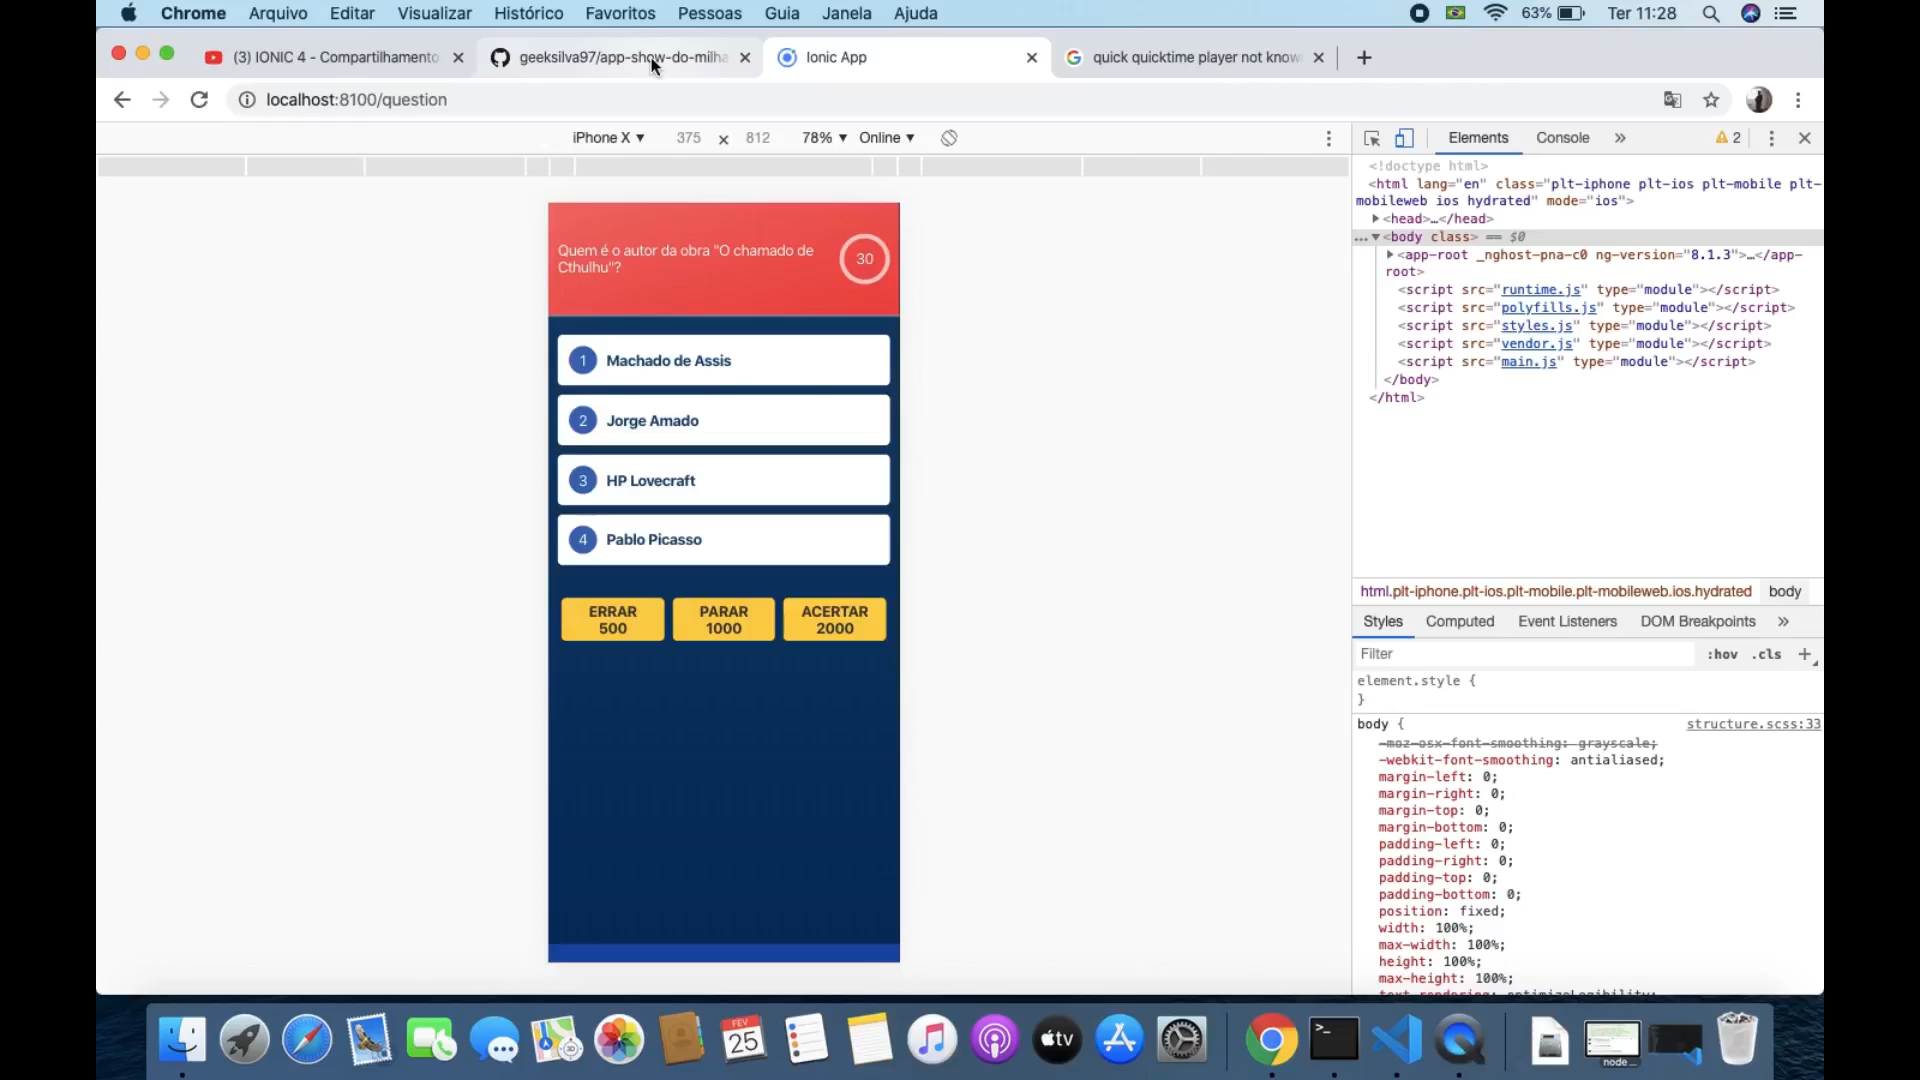 Chrome Arquivo Editar Visualizar Histórico Favoritos Pessoas Guia Janela Ajuda 63% Ter 11:28
(3) IONIC 4 - Compartilhamento
geeksilva97/app-show-do-milha
Ionic App
quick quicktime player not know
localhost:8100/question
iPhone X ▼ 375 × 812 78% ▼ Online ▼
Elements Console » 2
Quem é o autor da obra "O chamado de
Cthulhu"?
30
1 Machado de Assis
2 Jorge Amado
3 HP Lovecraft
4 Pablo Picasso
ERRAR
500
PARAR
1000
ACERTAR
2000
<!doctype html>
<html lang="en" class="plt-iphone plt-ios plt-mobile plt-
mobileweb ios hydrated" mode="ios">
▶<head>…</head>
…▼<body class> == $0
▶<app-root _nghost-pna-c0 ng-version="8.1.3">…</app-
root>
<script src="runtime.js" type="module"></script>
<script src="polyfills.js" type="module"></script>
<script src="styles.js" type="module"></script>
<script src="vendor.js" type="module"></script>
<script src="main.js" type="module"></script>
</body>
</html>
html.plt-iphone.plt-ios.plt-mobile.plt-mobileweb.ios.hydrated body
Styles Computed Event Listeners DOM Breakpoints »
Filter :hov .cls +
element.style {
}
body { structure.scss:33
-moz-osx-font-smoothing: grayscale;
-webkit-font-smoothing: antialiased;
margin-left: 0;
margin-right: 0;
margin-top: 0;
margin-bottom: 0;
padding-left: 0;
padding-right: 0;
padding-top: 0;
padding-bottom: 0;
position: fixed;
width: 100%;
max-width: 100%;
height: 100%;
max-height: 100%;
text-rendering: optimizeLegibility;
FEV
25
tv
>_
node...